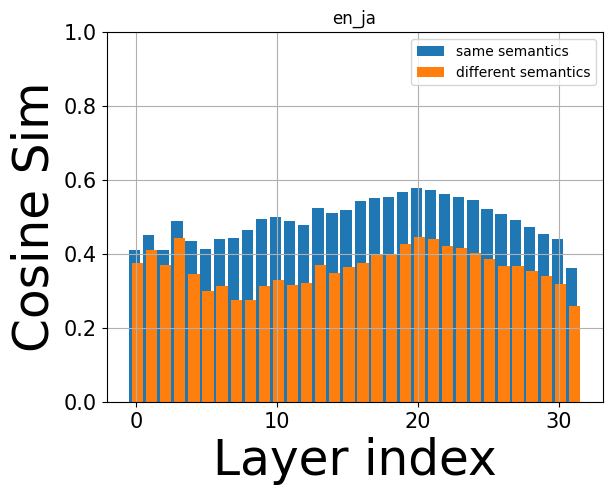 en_ja
same semantics
different semantics
Cosine Sim
1.0
0.8
0.6
0.4
0.2
0.0
0 10 20 30
Layer index